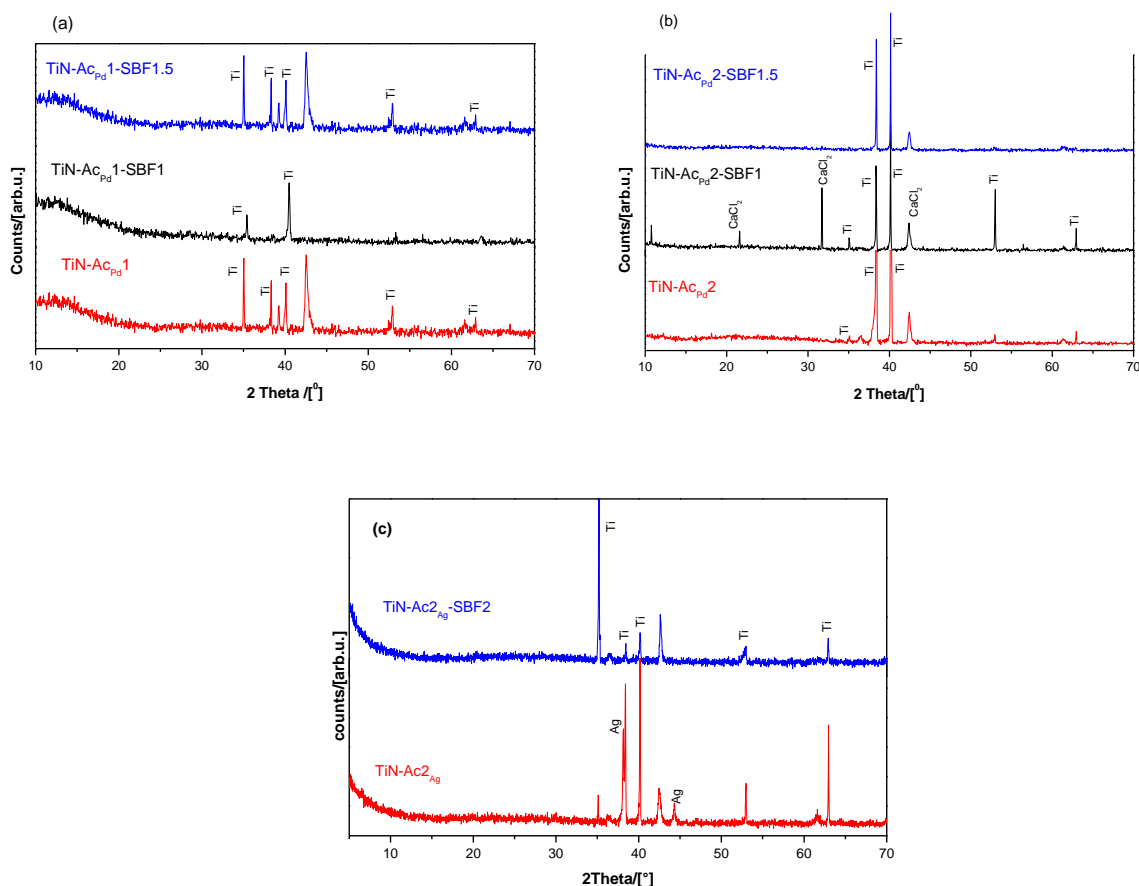 (a)
TiN-AcPd1-SBF1.5
Ti
Ti
Ti
Ti
Ti
TiN-AcPd1-SBF1
Ti
Ti
TiN-AcPd1
Ti
Ti
Ti
Ti
Ti
Counts/[arb.u.]
10 20 30 40 50 60 70
2 Theta /[0]
(b)
TiN-AcPd2-SBF1.5
Ti
Ti
TiN-AcPd2-SBF1
CaCl2
CaCl2
Ti
Ti
Ti
CaCl2
Ti
Ti
TiN-AcPd2
Ti
Ti
Ti
Counts/[arb.u.]
10 20 30 40 50 60 70
2 Theta/[0]
(c)
TiN-Ac2Ag-SBF2
Ti
Ti
Ti
Ti
Ti
TiN-Ac2Ag
Ag
Ag
counts/[arb.u.]
10 20 30 40 50 60 70
2Theta/[°]